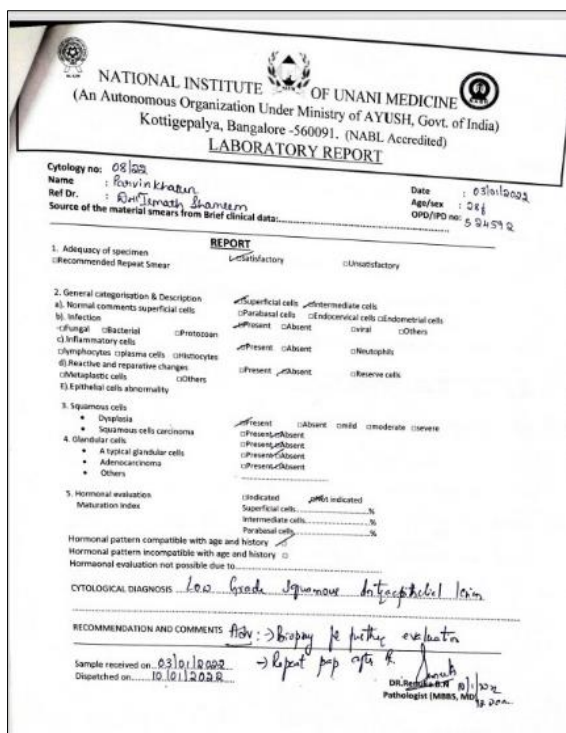 NATIONAL INSTITUTE OF UNANI MEDICINE
(An Autonomous Organization Under Ministry of AYUSH, Govt. of India)
Kottigepalya, Bangalore -560091. (NABL Accredited)
LABORATORY REPORT
Cytology no: 08/22
Date : 03/01/2022
Name : Parvin Khatun
Age/sex : 28f
Ref Dr. : Shameem
OPD/IPD no: 524592
Source of the material smears from Brief clinical data:
REPORT
1. Adequacy of specimen □Satisfactory □Unsatisfactory
□Recommended Repeat Smear
2. General categorisation & Description □Superficial cells □Intermediate cells
a). Normal comments superficial cells □Parabasal cells □Endocervical cells □Endometrial cells
b). Infection □Present □Absent □viral □Others
□Fungal □Bacterial □Protozoan
c).Inflammatory cells □Present □Absent □Neutophils
□lymphocytes □plasma cells □Histiocytes
d).Reactive and reparative changes □Present □Absent □Reserve cells
□Metaplastic cells □Others
E).Epithelial cells abnormality
3. Squamous cells
• Dysplasia □Present □Absent □mild □moderate □severe
• Squamous cells carcinoma □Present □Absent
4. Glandular cells
• A typical glandular cells □Present □Absent
• Adenocarcinoma □Present □Absent
• Others
5. Hormonal evaluation □Indicated □Not indicated
Maturation index Superficial cells %
Intermediate cells %
Parabasal cells %
Hormonal pattern compatible with age and history □
Hormonal pattern incompatible with age and history □
Hormaonal evaluation not possible due to
CYTOLOGICAL DIAGNOSIS Low Grade Squamous Intraepithelial lesion
RECOMMENDATION AND COMMENTS Adv: → Biopsy for further evaluation
→ Repeat pap after
Sample received on 03/01/2022
Dispatched on 10/01/2022
DR.Renuka B.N
Pathologist (MBBS, MD)